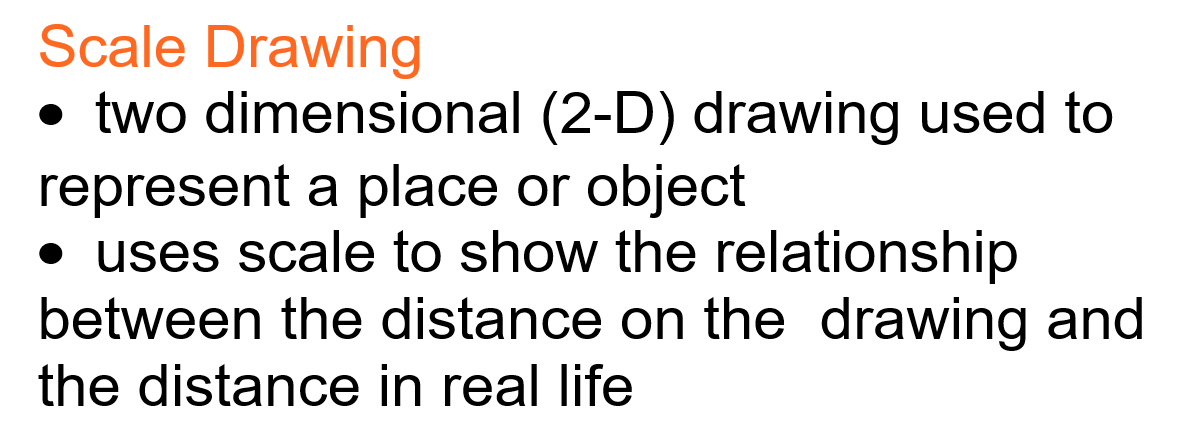 Scale Drawing
• two dimensional (2-D) drawing used to
represent a place or object
• uses scale to show the relationship
between the distance on the  drawing and
the distance in real life